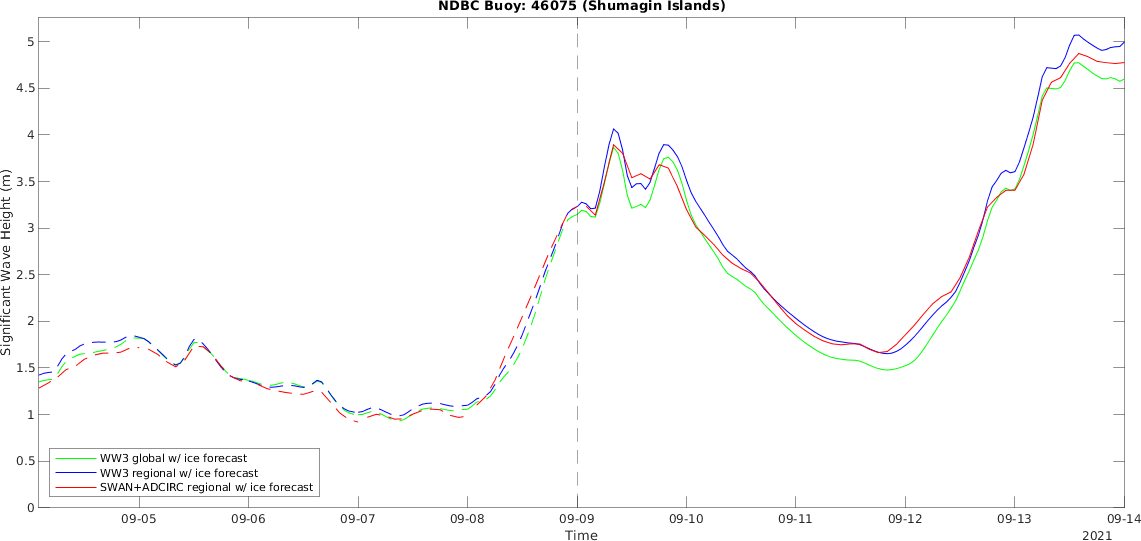 NDBC Buoy: 46075 (Shumagin Islands)
Significant Wave Height (m)
5
4.5
4
3.5
3
2.5
2
1.5
1
0.5
0
WW3 global w/ ice forecast
WW3 regional w/ ice forecast
SWAN+ADCIRC regional w/ ice forecast
09-05 09-06 09-07 09-08 09-09 09-10 09-11 09-12 09-13 09-14
Time
2021